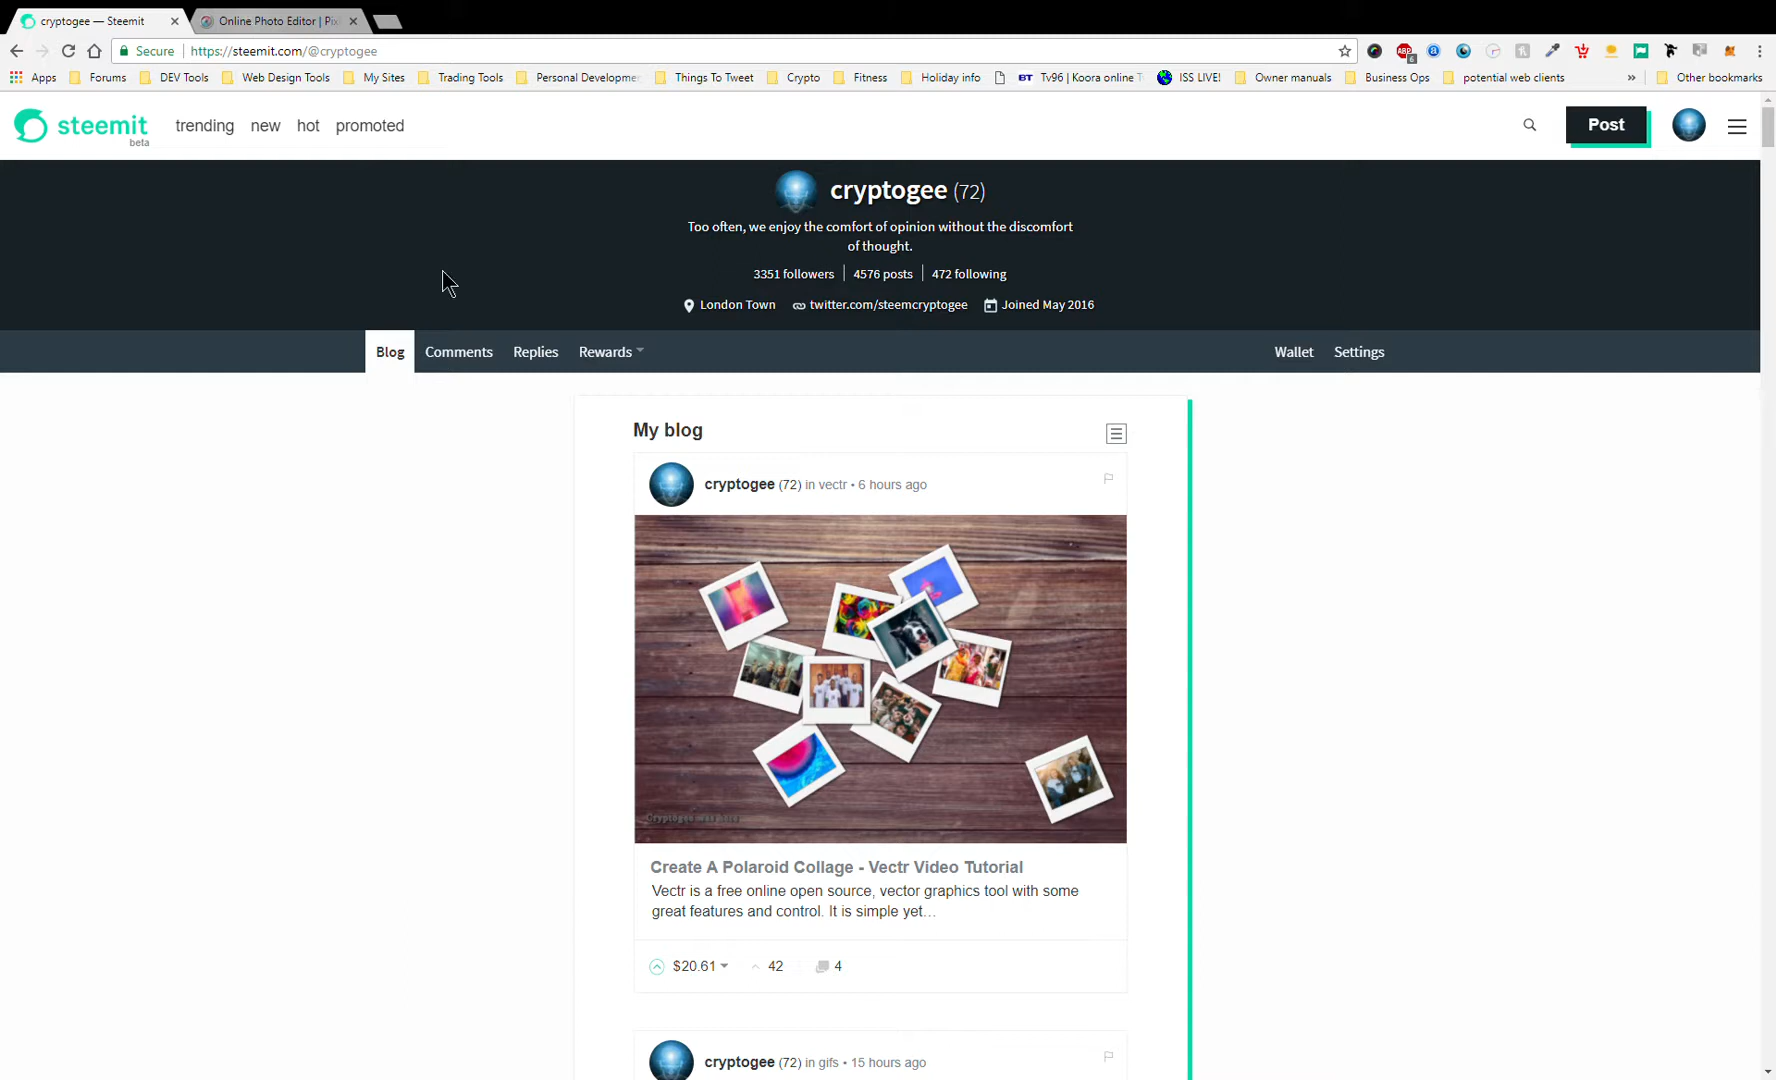 cryptogee — Steemit
Online Photo Editor | Pix
Secure https://steemit.com/@cryptogee
ABP
6
Apps Forums DEV Tools Web Design Tools My Sites Trading Tools Personal Developme Things To Tweet Crypto Fitness Holiday info BT Tv96 | Koora online T ISS LIVE! Owner manuals Business Ops potential web clients » Other bookmarks
steemit
beta
trending new hot promoted
Post
cryptogee (72)
Too often, we enjoy the comfort of opinion without the discomfort
of thought.
3351 followers 4576 posts 472 following
London Town twitter.com/steemcryptogee Joined May 2016
Blog Comments Replies Rewards Wallet Settings
My blog
cryptogee (72) in vectr • 6 hours ago
Create A Polaroid Collage - Vectr Video Tutorial
Vectr is a free online open source, vector graphics tool with some
great features and control. It is simple yet...
$20.61 42 4
cryptogee (72) in gifs • 15 hours ago